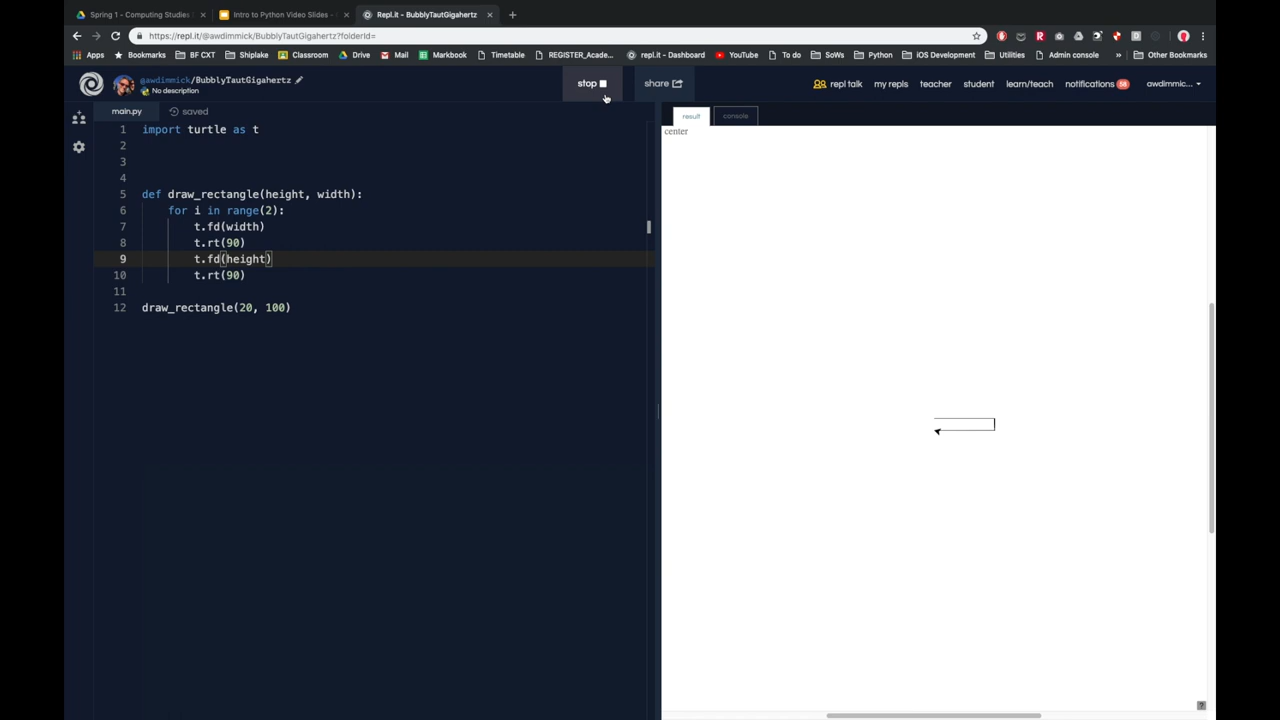 Spring 1 - Computing Studies
Intro to Python Video Slides -
Repl.it - BubblyTautGigahertz
https://repl.it/@awdimmick/BubblyTautGigahertz?folderId=
Apps Bookmarks BF CXT Shiplake Classroom Drive Mail Markbook Timetable REGISTER_Acade... repl.it - Dashboard YouTube To do SoWs Python iOS Development Utilities Admin console » Other Bookmarks
@awdimmick/BubblyTautGigahertz
No description
stop
share
repl talk my repls teacher student learn/teach notifications 58 awdimmic...
main.py saved
result console
center
1 import turtle as t
2
3
4
5 def draw_rectangle(height, width):
6 for i in range(2):
7 t.fd(width)
8 t.rt(90)
9 t.fd(height)
10 t.rt(90)
11
12 draw_rectangle(20, 100)
?